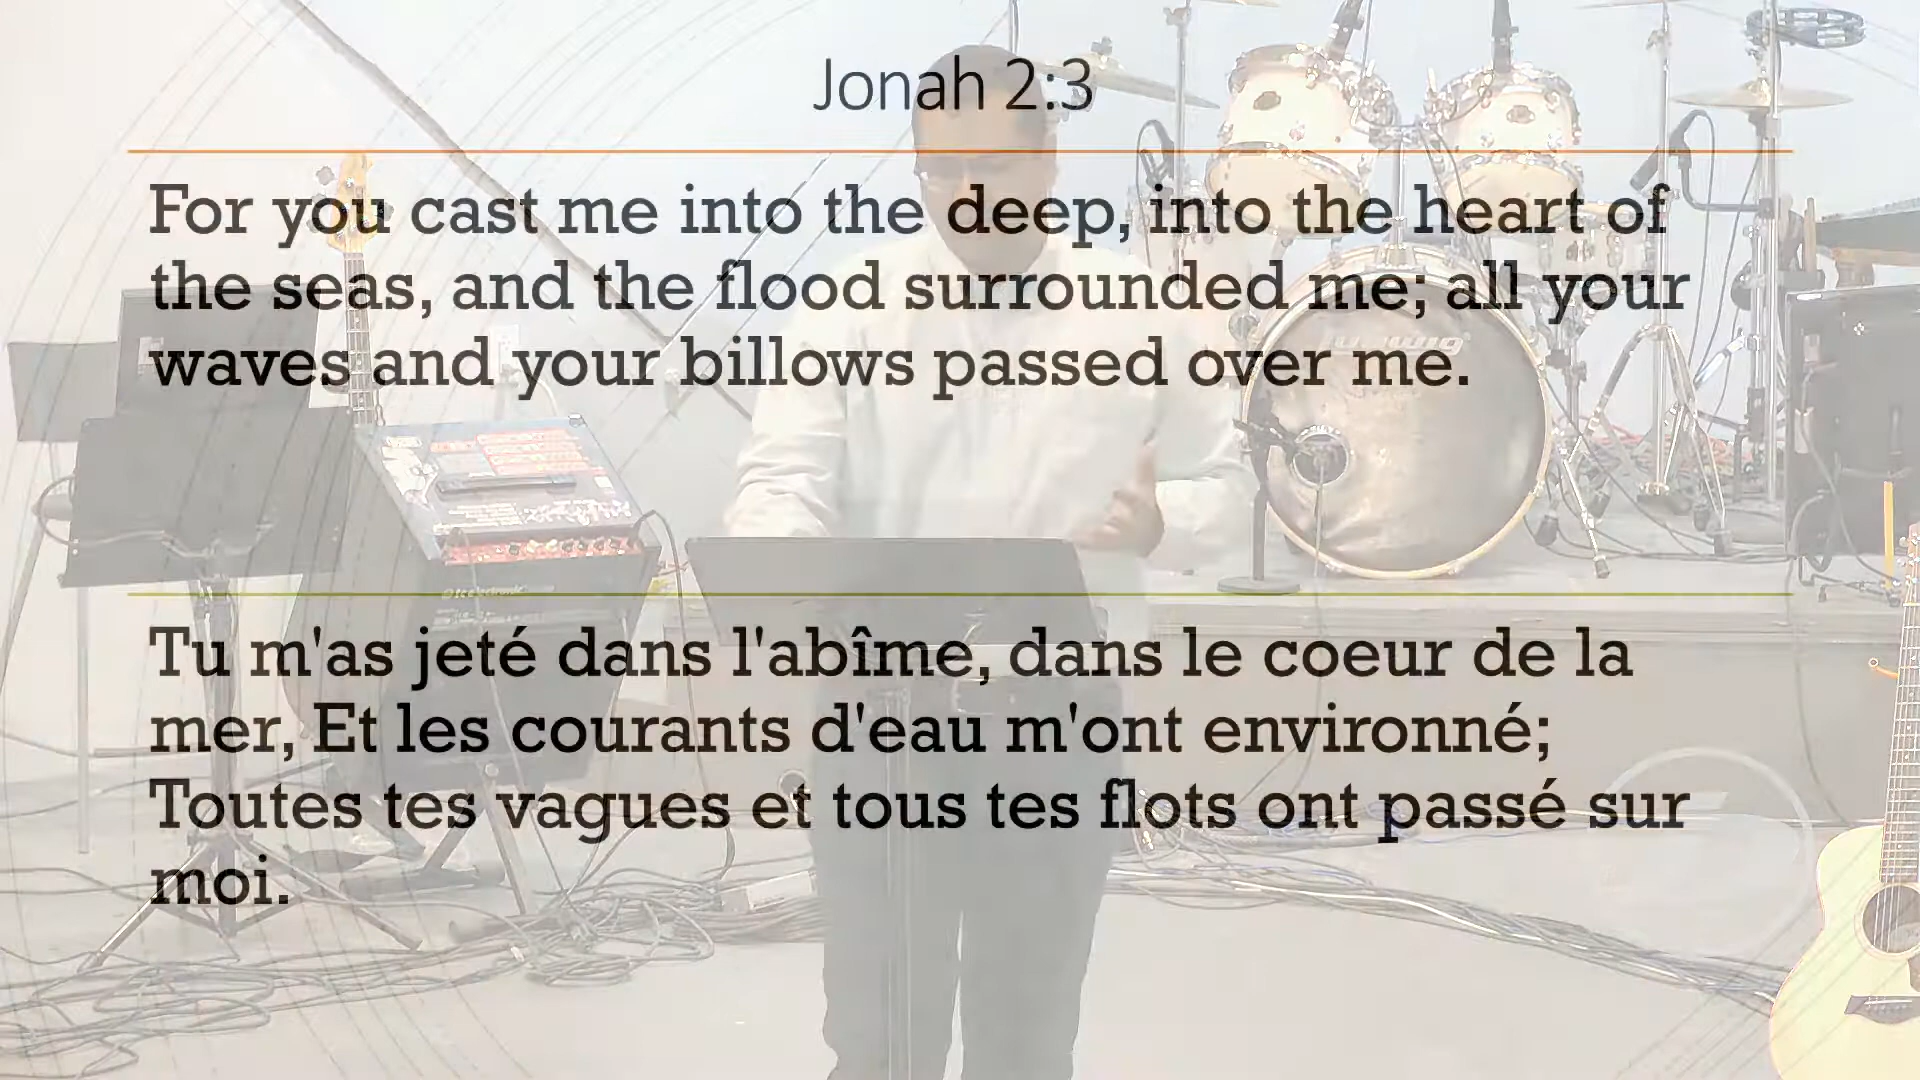 Jonah 2:3
For you cast me into the deep, into the heart of
the seas, and the flood surrounded me; all your
waves and your billows passed over me.
Ludwig
Tu m'as jeté dans l'abîme, dans le coeur de la
mer, Et les courants d'eau m'ont environné;
Toutes tes vagues et tous tes flots ont passé sur
moi.